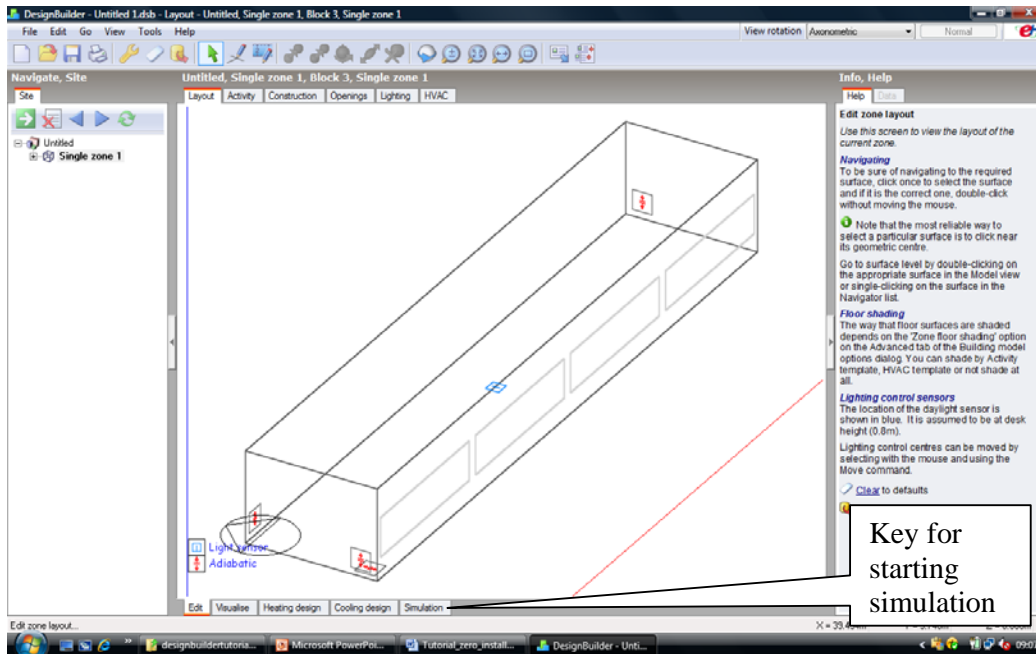 DesignBuilder - Untitled 1.dsb - Layout - Untitled, Single zone 1, Block 3, Single zone 1
File Edit Go View Tools Help
View rotation Axonometric Normal
Navigate, Site
Site
Untitled
Single zone 1
Untitled, Single zone 1, Block 3, Single zone 1
Layout Activity Construction Openings Lighting HVAC
Light sensor
Adiabatic
Edit Visualise Heating design Cooling design Simulation
Info, Help
Help Data
Edit zone layout
Use this screen to view the layout of the
current zone.
Navigating
To be sure of navigating to the required
surface, click once to select the surface
and if it is the correct one, double-click
without moving the mouse.
Note that the most reliable way to
select a particular surface is to click near
its geometric centre.
Go to surface level by double-clicking on
the appropriate surface in the Model view
or single-clicking on the surface in the
Navigator list.
Floor shading
The way that floor surfaces are shaded
depends on the 'Zone floor shading' option
on the Advanced tab of the Building model
options dialog. You can shade by Activity
template, HVAC template or not shade at
all.
Lighting control sensors
The location of the daylight sensor is
shown in blue. It is assumed to be at desk
height (0.8m).
Lighting control centres can be moved by
selecting with the mouse and using the
Move command.
Clear to defaults
Key for
starting
simulation
Edit zone layout...
designbuildertutoria...
Microsoft PowerPoi...
Tutorial_zero_install...
DesignBuilder - Unti...